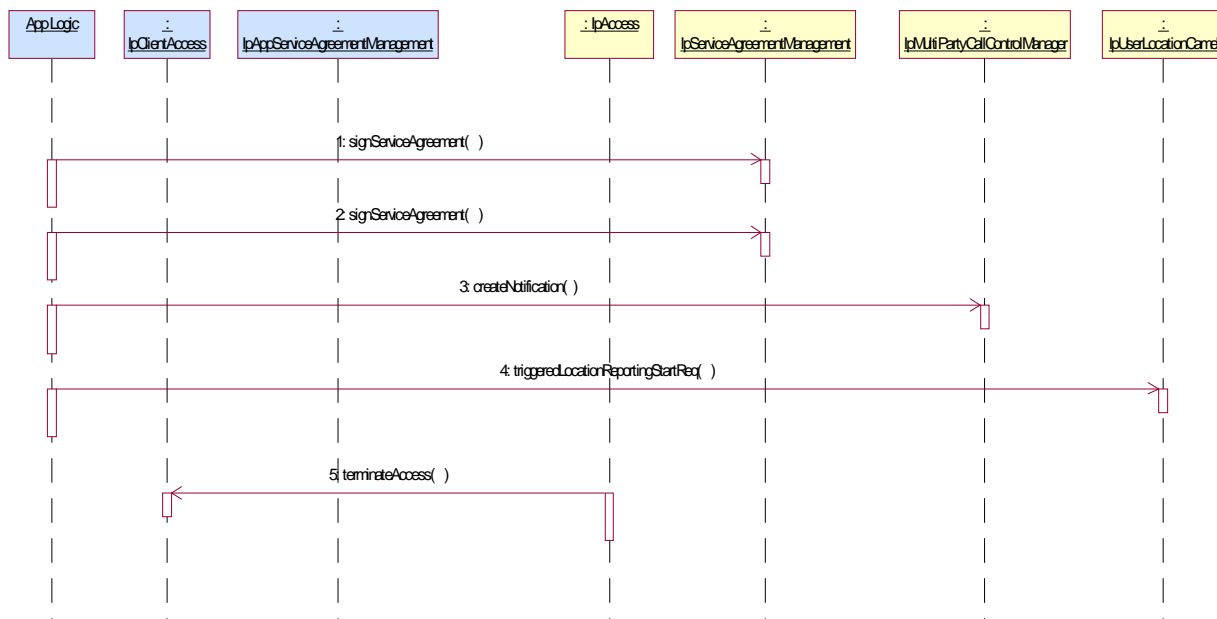 App Logic
:
IpClientAccess
:
IpAppServiceAgreementManagement
: IpAccess
:
IpServiceAgreementManagement
:
IpMultiPartyCallControlManager
:
IpUserLocationCamel
1: signServiceAgreement( )
2: signServiceAgreement( )
3: createNotification( )
4: triggeredLocationReportingStartReq( )
5: terminateAccess( )